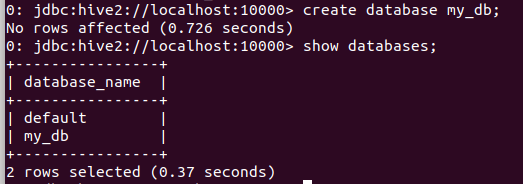 0: jdbc:hive2://localhost:10000> create database my_db;
No rows affected (0.726 seconds)
0: jdbc:hive2://localhost:10000> show databases;
+----------------+
| database_name  |
+----------------+
| default        |
| my_db          |
+----------------+
2 rows selected (0.37 seconds)